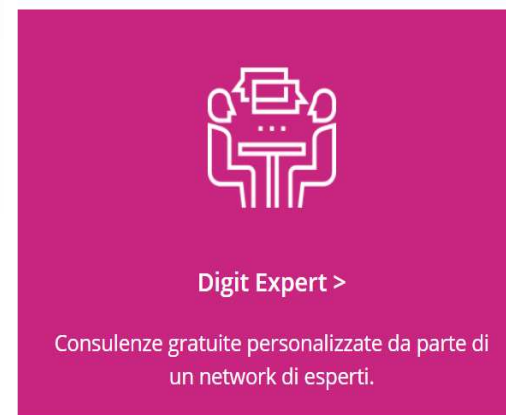 Digit Expert >
Consulenze gratuite personalizzate da parte di
un network di esperti.